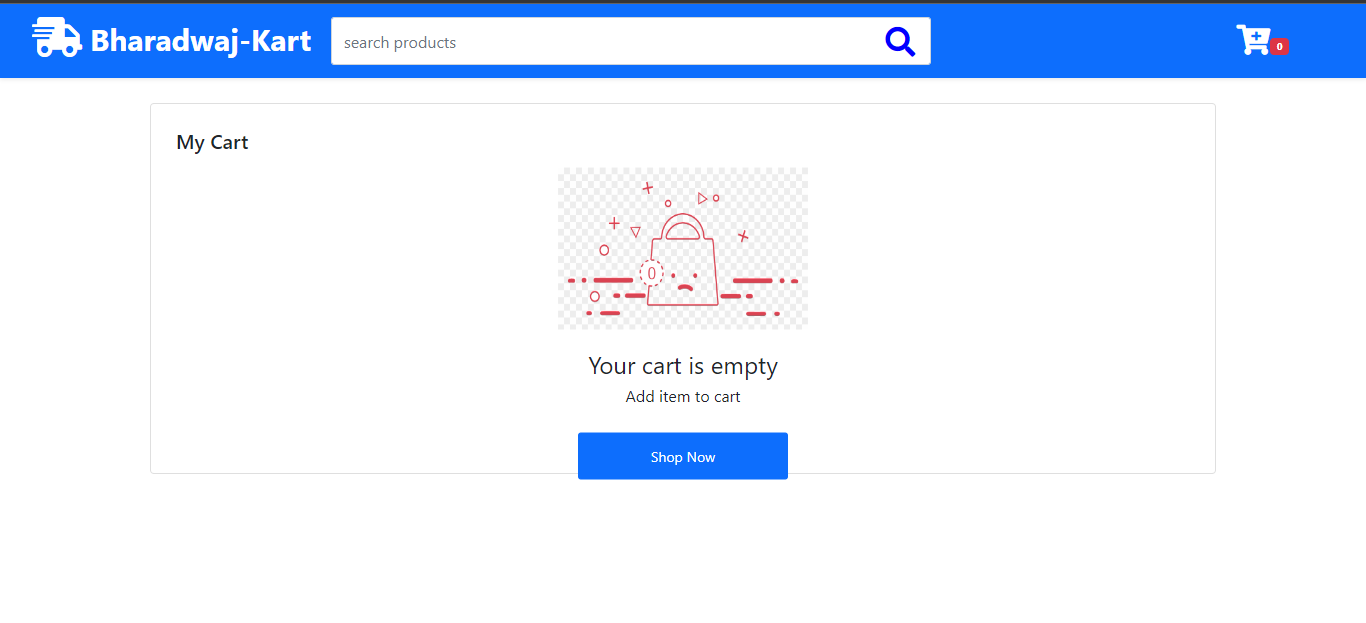 Bharadwaj-Kart
search products
0
My Cart
0
Your cart is empty
Add item to cart
Shop Now